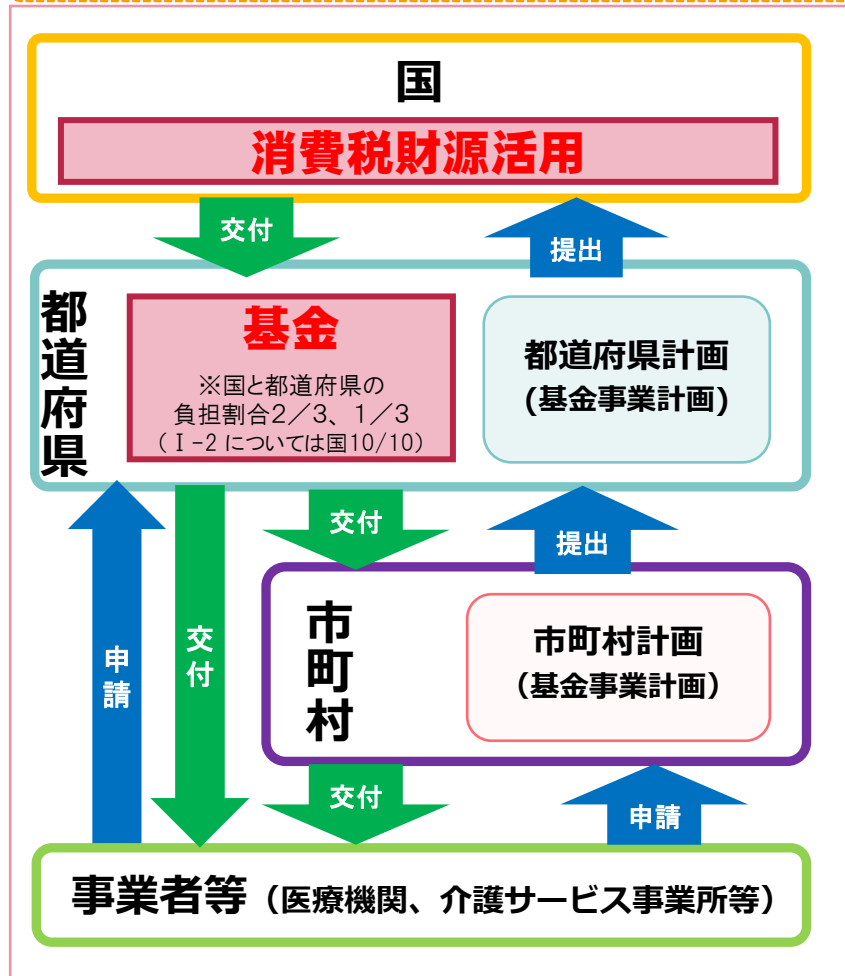 国
消費税財源活用
交付
提出
都道府県
基金
※国と都道府県の
負担割合2／3、1／3
（Ⅰ-2 については国10/10）
都道府県計画
(基金事業計画)
交付
提出
申請
交付
市町村
市町村計画
（基金事業計画）
交付
申請
事業者等（医療機関、介護サービス事業所等）